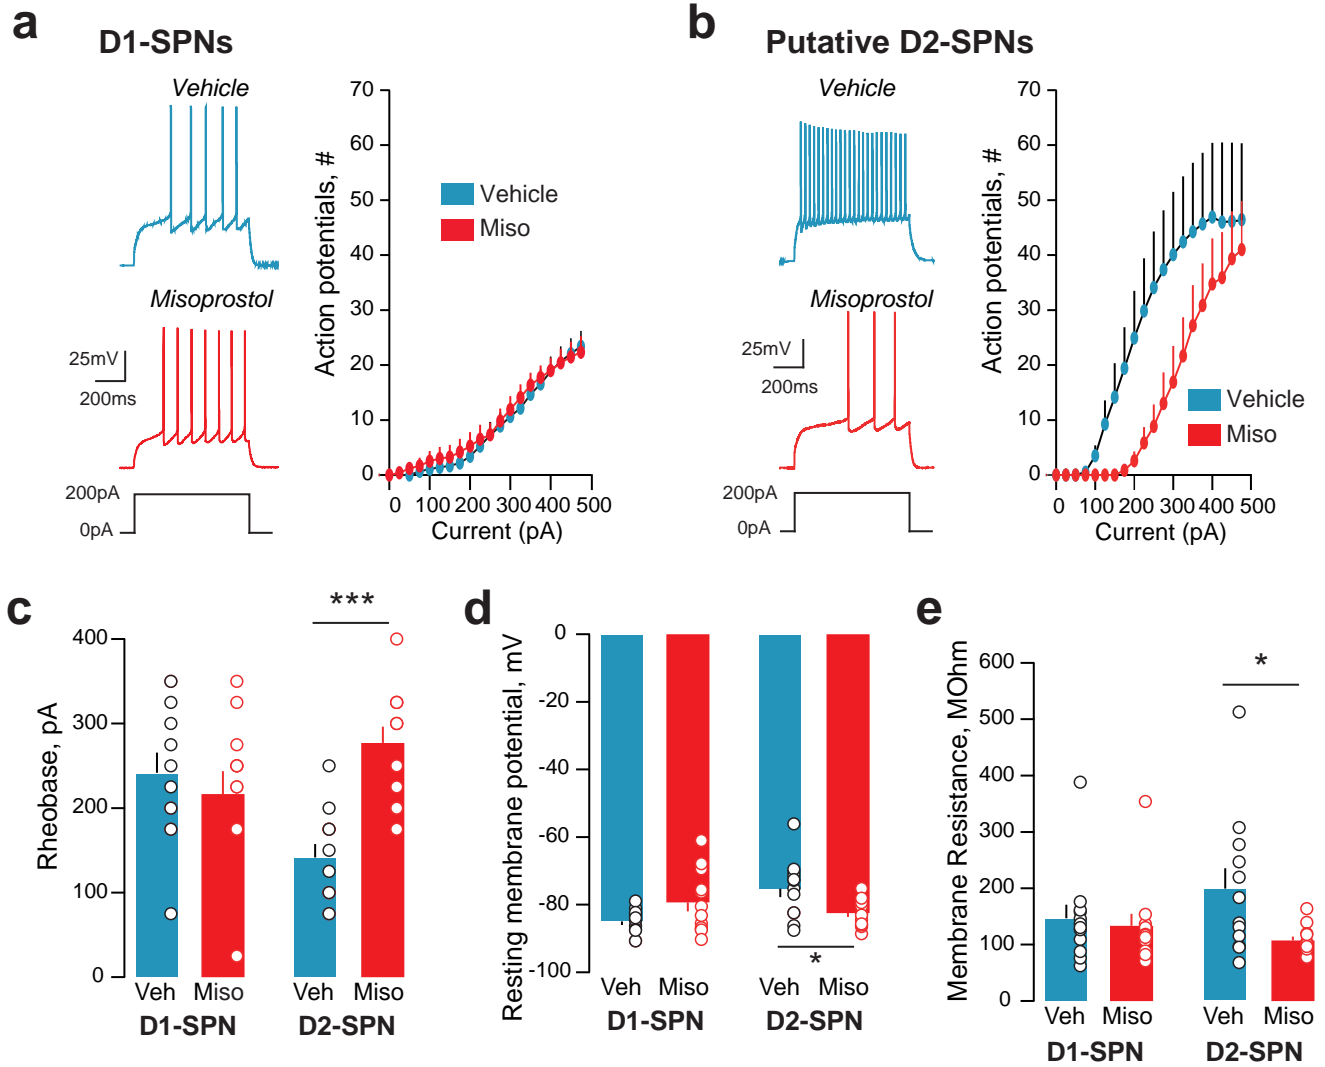 a
D1-SPNs
Vehicle
Misoprostol
25mV
200ms
200pA
0pA
Action potentials, #
70
60
50
40
30
20
10
0
Vehicle
Miso
0 100 200 300 400 500
Current (pA)
b
Putative D2-SPNs
Vehicle
Misoprostol
25mV
200ms
200pA
0pA
Action potentials, #
70
60
50
40
30
20
10
0
Vehicle
Miso
0 100 200 300 400 500
Current (pA)
c
Rheobase, pA
400
300
200
100
0
***
Veh Miso Veh Miso
D1-SPN D2-SPN
d
Resting membrane potential, mV
0
-20
-40
-60
-80
-100
*
Veh Miso Veh Miso
D1-SPN D2-SPN
e
Membrane Resistance, MOhm
600
500
400
300
200
100
0
*
Veh Miso Veh Miso
D1-SPN D2-SPN